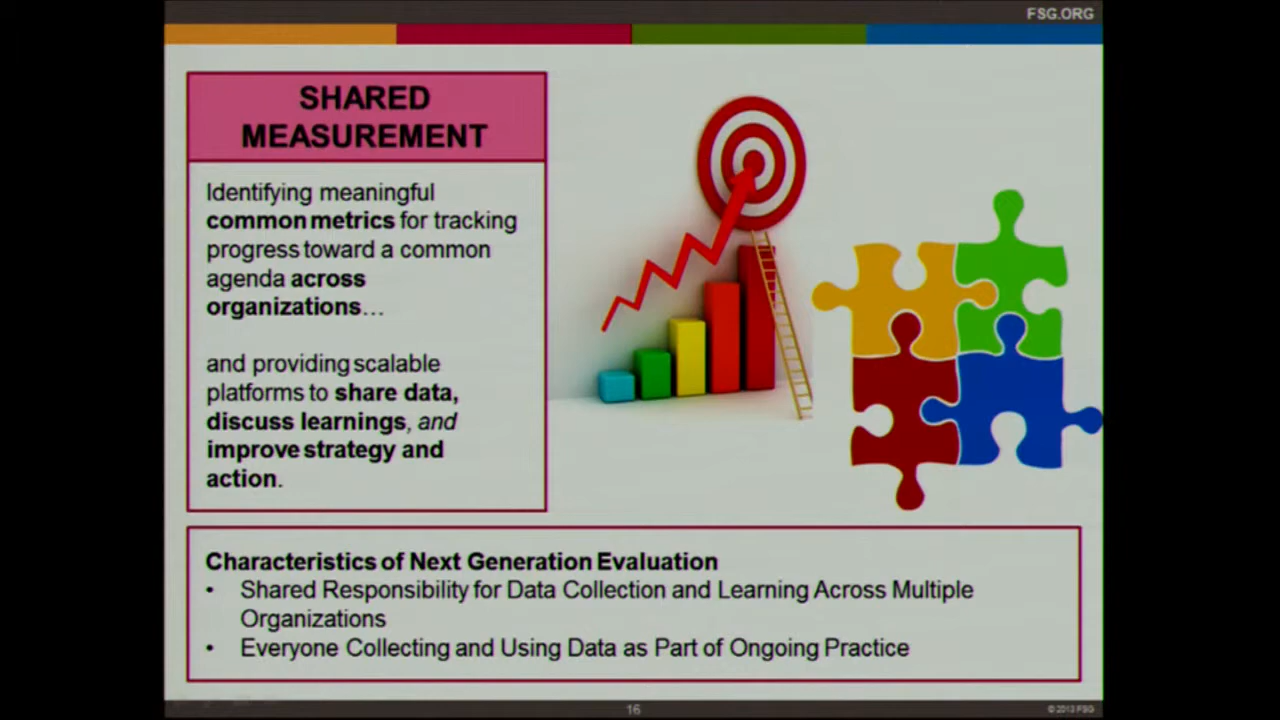 FSG.ORG
SHARED
MEASUREMENT
Identifying meaningful
common metrics for tracking
progress toward a common
agenda across
organizations…
and providing scalable
platforms to share data,
discuss learnings, and
improve strategy and
action.
Characteristics of Next Generation Evaluation
• Shared Responsibility for Data Collection and Learning Across Multiple
Organizations
• Everyone Collecting and Using Data as Part of Ongoing Practice
16
© 2013 FSG